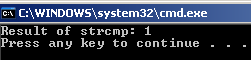 C:\WINDOWS\system32\cmd.exe
Result of strcmp: 1
Press any key to continue . . .